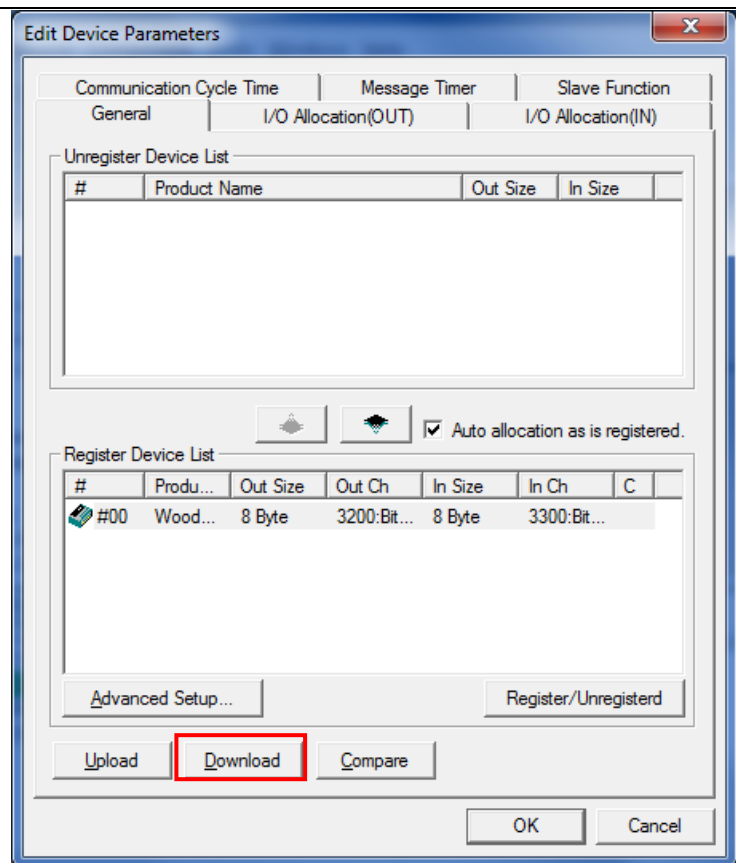 Edit Device Parameters
Communication Cycle Time Message Timer Slave Function
General I/O Allocation(OUT) I/O Allocation(IN)
Unregister Device List
# Product Name Out Size In Size
Auto allocation as is registered.
Register Device List
# Produ... Out Size Out Ch In Size In Ch C
#00 Wood... 8 Byte 3200:Bit... 8 Byte 3300:Bit...
Advanced Setup... Register/Unregisterd
Upload Download Compare
OK Cancel